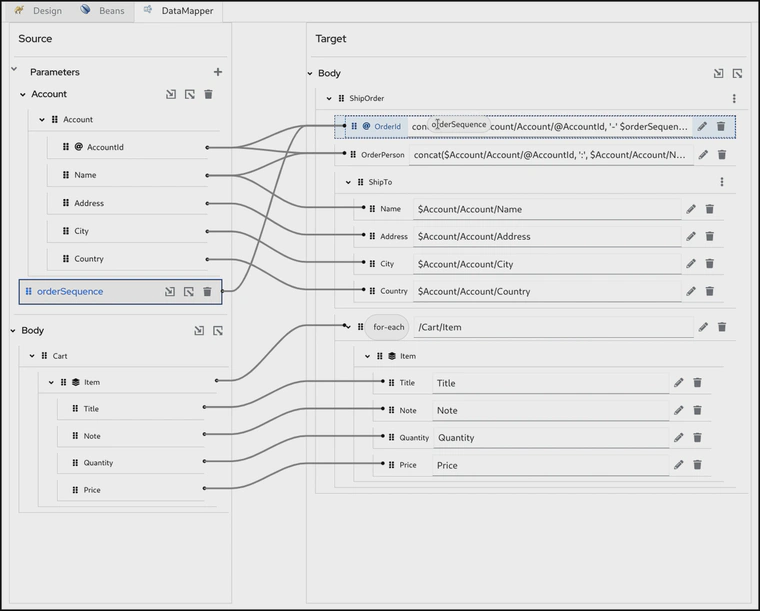 Design Beans DataMapper
Source
Parameters
Account
Account
@ AccountId
Name
Address
City
Country
orderSequence
Body
Cart
Item
Title
Note
Quantity
Price
Target
Body
ShipOrder
@ OrderId con count/Account/@AccountId, '-' $orderSequen...
orderSequence
OrderPerson concat($Account/Account/@AccountId, ':', $Account/Account/N...
ShipTo
Name $Account/Account/Name
Address $Account/Account/Address
City $Account/Account/City
Country $Account/Account/Country
for-each /Cart/Item
Item
Title Title
Note Note
Quantity Quantity
Price Price